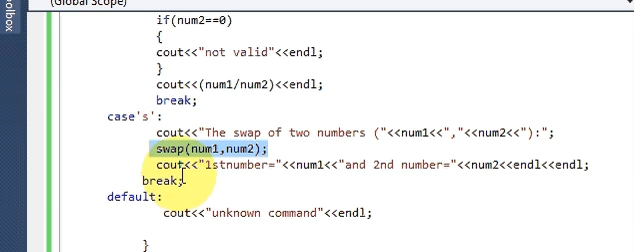 (Global Scope)
if(num2==0)
{
cout<<"not valid"<<endl;
}
cout<<(num1/num2)<<endl;
break;
case's':
cout<<"The swap of two numbers ("<<num1<<","<<num2<<"):";
swap(num1,num2);
cout<<"1stnumber="<<num1<<"and 2nd number="<<num2<<endl<<endl;
break;
default:
cout<<"unknown command"<<endl;
}